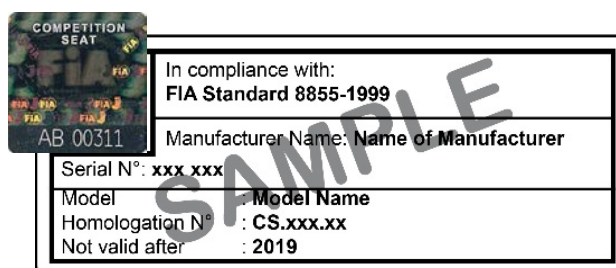 COMPETITION
SEAT
FIA
AB 00311
In compliance with:
FIA Standard 8855-1999
Manufacturer Name: Name of Manufacturer
Serial N°: xxx xxx
Model : Model Name
Homologation N° : CS.xxx.xx
Not valid after : 2019
SAMPLE